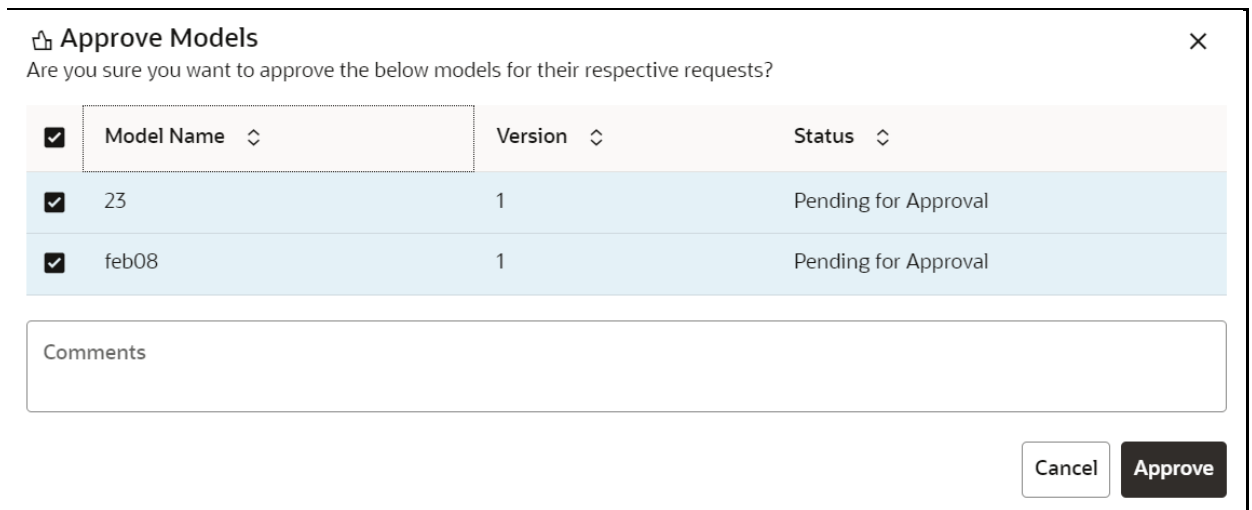 Approve Models
Are you sure you want to approve the below models for their respective requests?
Model Name Version Status
23 1 Pending for Approval
feb08 1 Pending for Approval
Comments
Cancel Approve